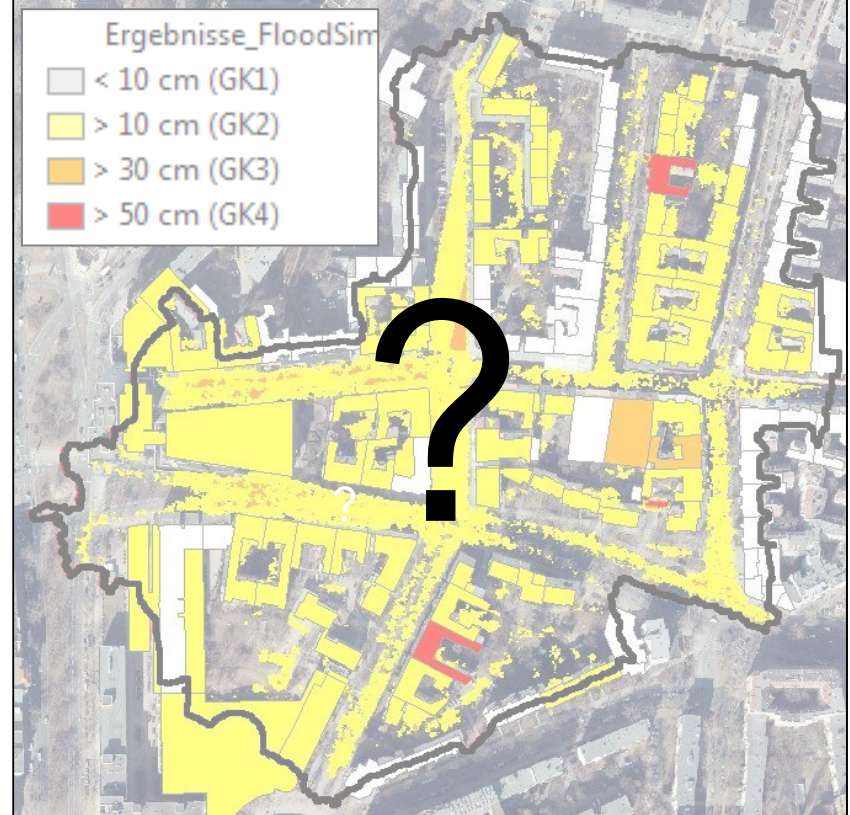 Ergebnisse_FloodSim
< 10 cm (GK1)
> 10 cm (GK2)
> 30 cm (GK3)
> 50 cm (GK4)
?
?